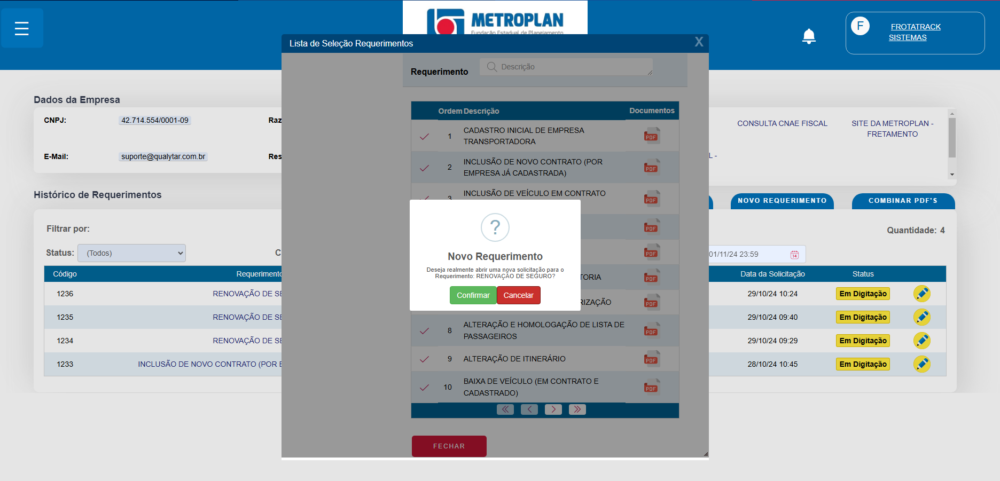 METROPLAN
Fundação Estadual de Planejamento
F
FROTATRACK
SISTEMAS
Lista de Seleção Requerimentos
X
Requerimento
Descrição
Dados da Empresa
CNPJ:
42.714.554/0001-09
Raz
E-Mail:
suporte@qualytar.com.br
Res
CONSULTA CNAE FISCAL
SITE DA METROPLAN -
FRETAMENTO
L -
Ordem Descrição Documentos
1 CADASTRO INICIAL DE EMPRESA
TRANSPORTADORA
PDF
2 INCLUSÃO DE NOVO CONTRATO (POR
EMPRESA JÁ CADASTRADA)
PDF
3 INCLUSÃO DE VEÍCULO EM CONTRATO
PDF
PDF
PDF
TORIA
PDF
RIZAÇÃO
PDF
8 ALTERAÇÃO E HOMOLOGAÇÃO DE LISTA DE
PASSAGEIROS
PDF
9 ALTERAÇÃO DE ITINERÁRIO
PDF
10 BAIXA DE VEÍCULO (EM CONTRATO E
CADASTRADO)
PDF
FECHAR
?
Novo Requerimento
Deseja realmente abrir uma nova solicitação para o
Requerimento: RENOVAÇÃO DE SEGURO?
Confirmar
Cancelar
Histórico de Requerimentos
NOVO REQUERIMENTO
COMBINAR PDF'S
Filtrar por:
Quantidade: 4
Status:
(Todos)
C
01/11/24 23:59
14
Código Requerimento Data da Solicitação Status
1236 RENOVAÇÃO DE SE 29/10/24 10:24 Em Digitação
1235 RENOVAÇÃO DE SE 29/10/24 09:40 Em Digitação
1234 RENOVAÇÃO DE SE 29/10/24 09:29 Em Digitação
1233 INCLUSÃO DE NOVO CONTRATO (POR E 28/10/24 10:45 Em Digitação